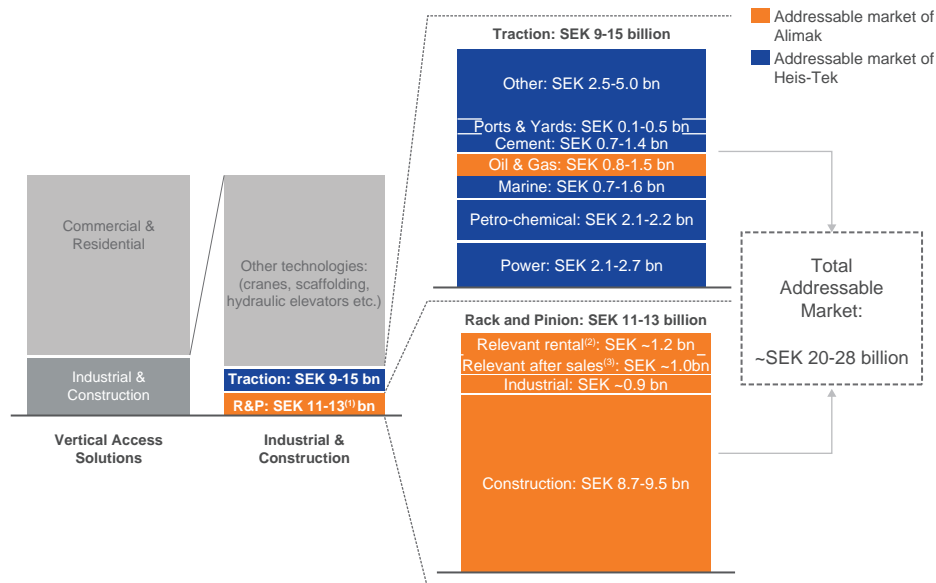 Addressable market of
Alimak
Addressable market of
Heis-Tek
Traction: SEK 9-15 billion
Other: SEK 2.5-5.0 bn
Ports & Yards: SEK 0.1-0.5 bn
Cement: SEK 0.7-1.4 bn
Oil & Gas: SEK 0.8-1.5 bn
Marine: SEK 0.7-1.6 bn
Petro-chemical: SEK 2.1-2.2 bn
Power: SEK 2.1-2.7 bn
Commercial &
Residential
Industrial &
Construction
Vertical Access
Solutions
Other technologies:
(cranes, scaffolding,
hydraulic elevators etc.)
Traction: SEK 9-15 bn
R&P: SEK 11-13(1) bn
Industrial &
Construction
Rack and Pinion: SEK 11-13 billion
Relevant rental(2): SEK ~1.2 bn
Relevant after sales(3): SEK ~1.0bn
Industrial: SEK ~0.9 bn
Construction: SEK 8.7-9.5 bn
Total
Addressable
Market:
~SEK 20-28 billion